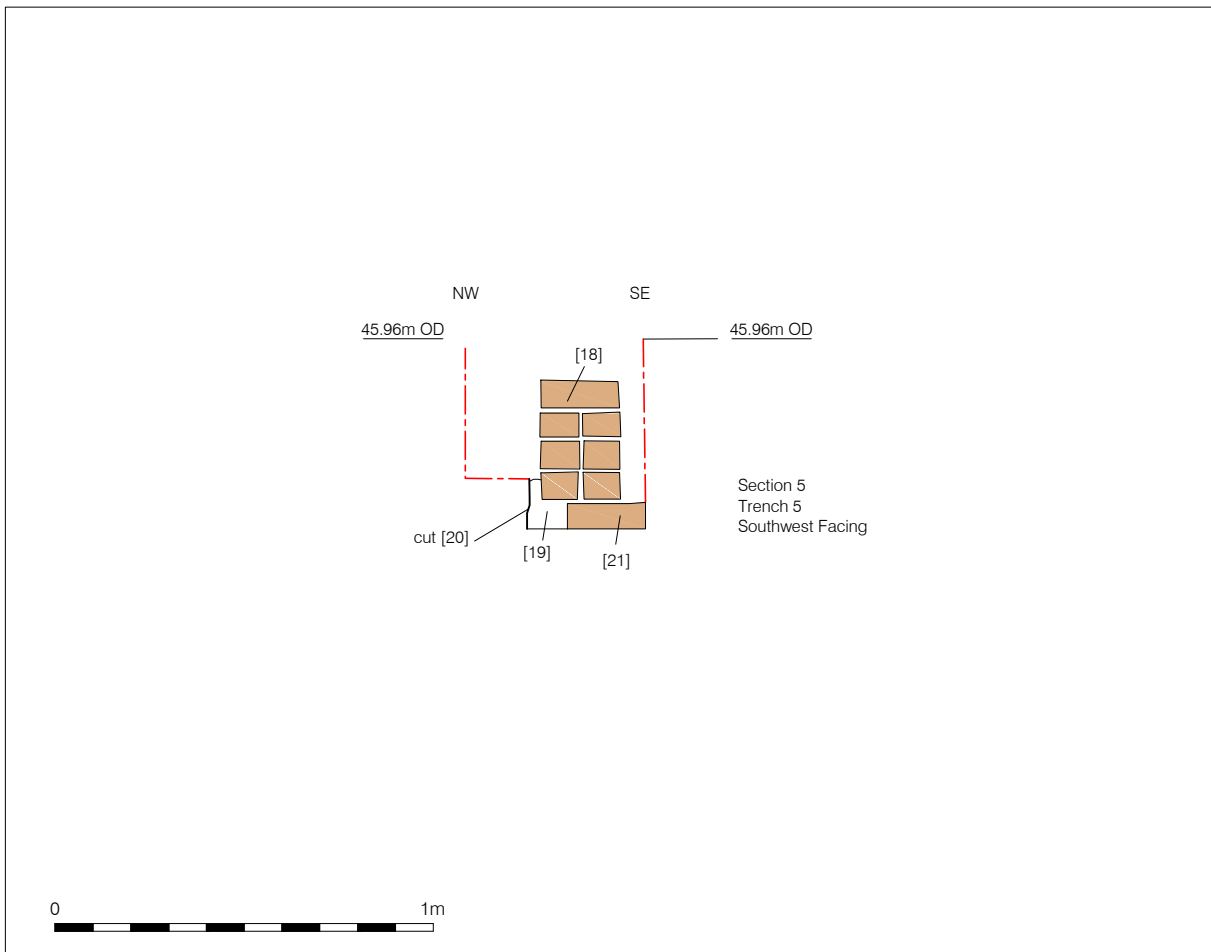 NW SE
45.96m OD 45.96m OD
[18]
Section 5
Trench 5
Southwest Facing
cut [20]
[19]
[21]
0 1m